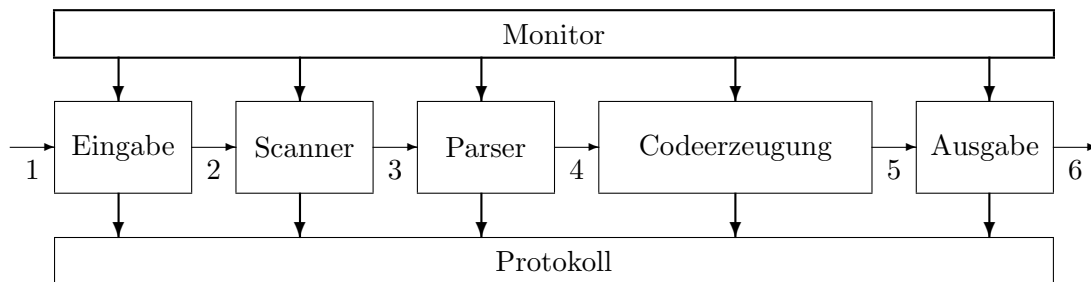 Monitor
Eingabe Scanner Parser Codeerzeugung Ausgabe
1 2 3 4 5 6
Protokoll